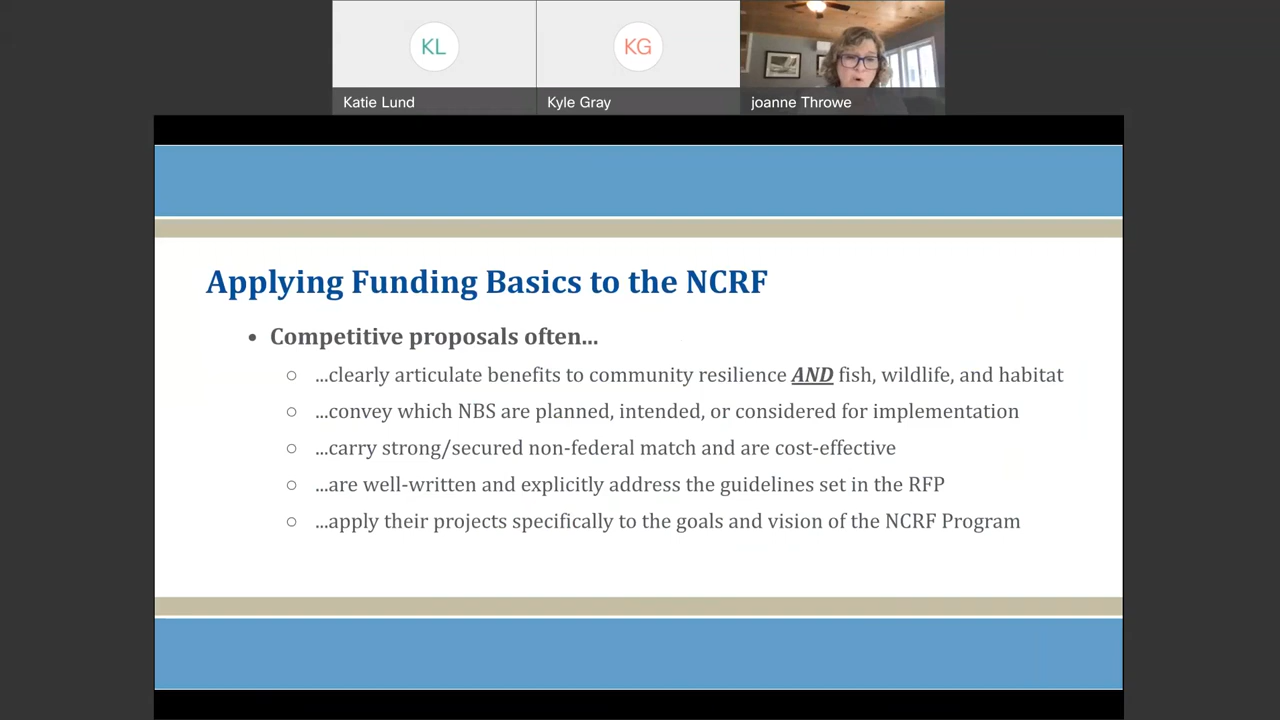 KL
KG
Katie Lund
Kyle Gray
joanne Throwe
Applying Funding Basics to the NCRF
• Competitive proposals often...
○ ...clearly articulate benefits to community resilience AND fish, wildlife, and habitat
○ ...convey which NBS are planned, intended, or considered for implementation
○ ...carry strong/secured non-federal match and are cost-effective
○ ...are well-written and explicitly address the guidelines set in the RFP
○ ...apply their projects specifically to the goals and vision of the NCRF Program